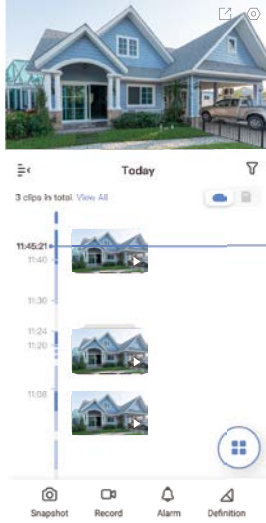 Today
3 clips in total. View All
11:45:21
11:40
11:30
11:24
11:20
11:08
Snapshot
Record
Alarm
Definition